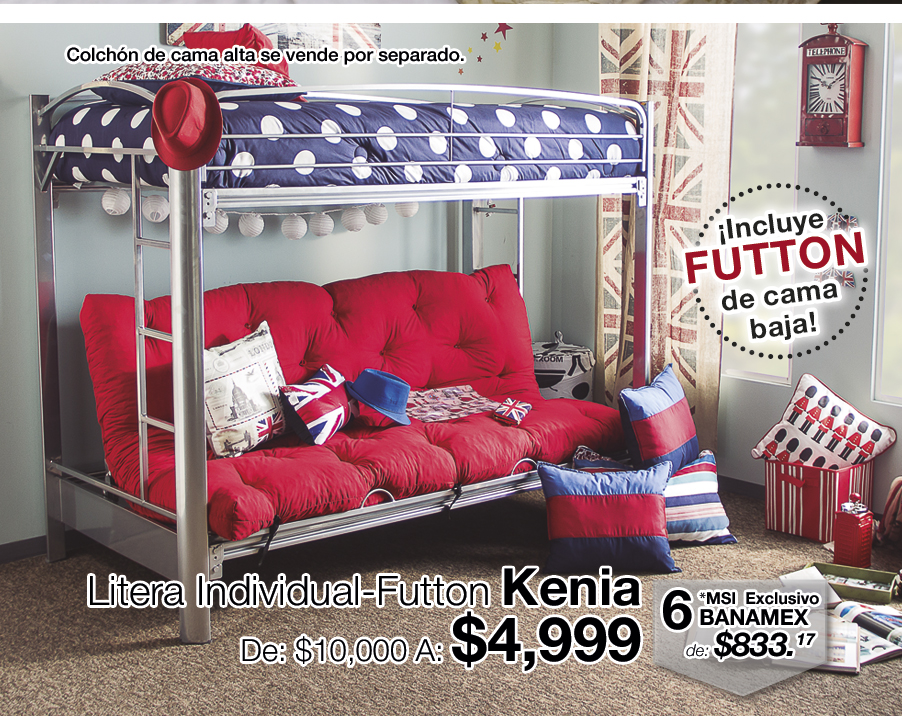 Colchón de cama alta se vende por separado.
TELEPHONE
¡Incluye
FUTTON
de cama
baja!
ZOOM
Litera Individual-Futton Kenia
De: $10,000 A: $4,999
6 *MSI Exclusivo
BANAMEX
de: $833.17